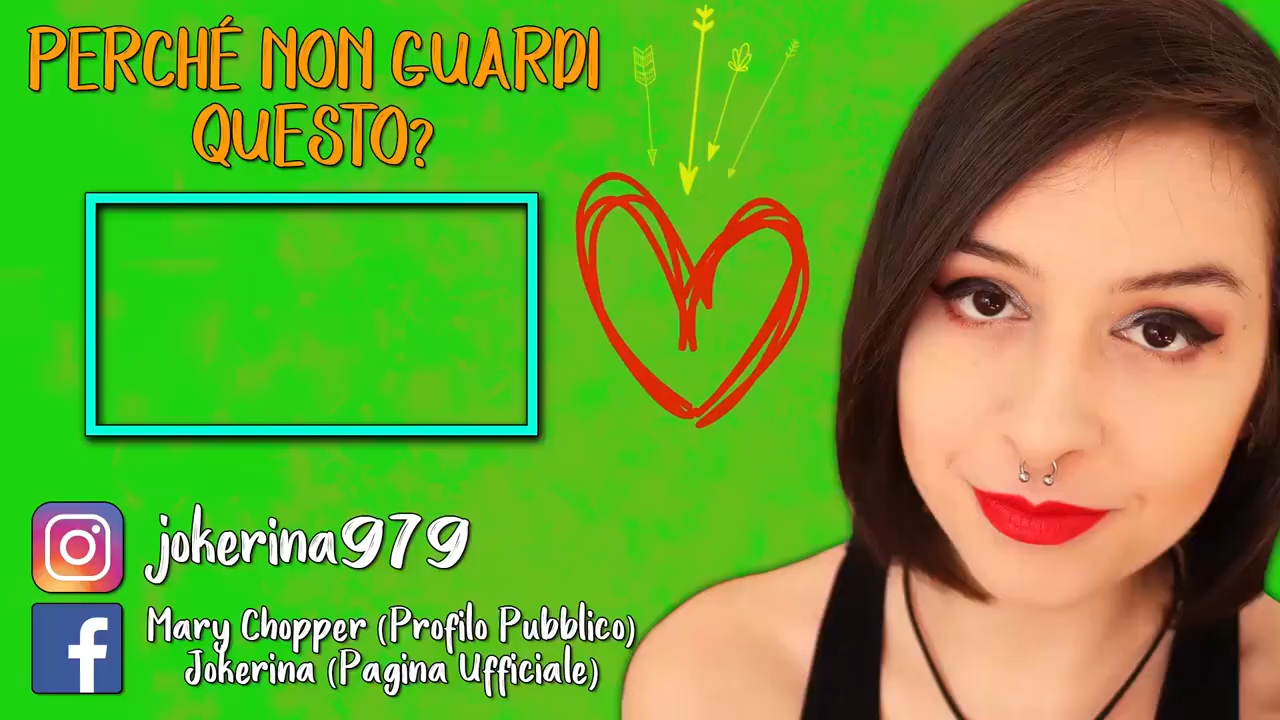 PERCHÉ NON GUARDI
QUESTO?
jokerina979
Mary Chopper (Profilo Pubblico)
Jokerina (Pagina Ufficiale)